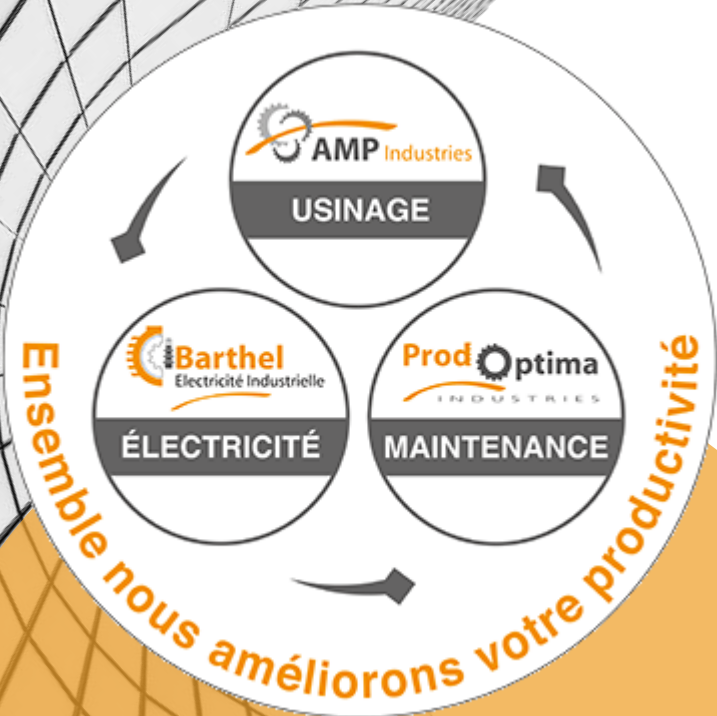 AMP Industries
USINAGE
Barthel
Electricité Industrielle
ÉLECTRICITÉ
Prod Optima
INDUSTRIES
MAINTENANCE
Ensemble nous améliorons votre productivité